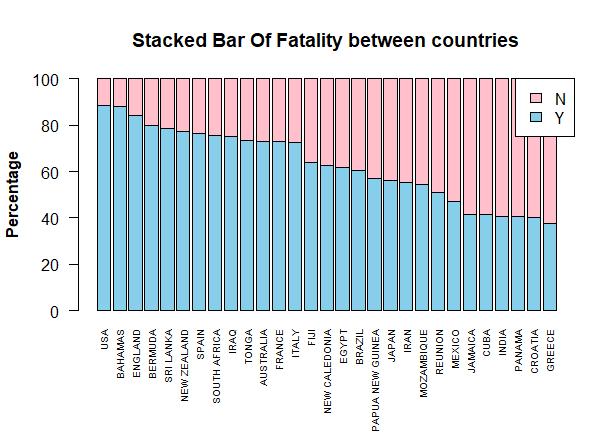 Stacked Bar Of Fatality between countries
Percentage
100
80
60
40
20
0
N
Y
USA
BAHAMAS
ENGLAND
BERMUDA
SRI LANKA
NEW ZEALAND
SPAIN
SOUTH AFRICA
IRAQ
TONGA
AUSTRALIA
FRANCE
ITALY
FIJI
NEW CALEDONIA
EGYPT
BRAZIL
PAPUA NEW GUINEA
JAPAN
IRAN
MOZAMBIQUE
REUNION
MEXICO
JAMAICA
CUBA
INDIA
PANAMA
CROATIA
GREECE